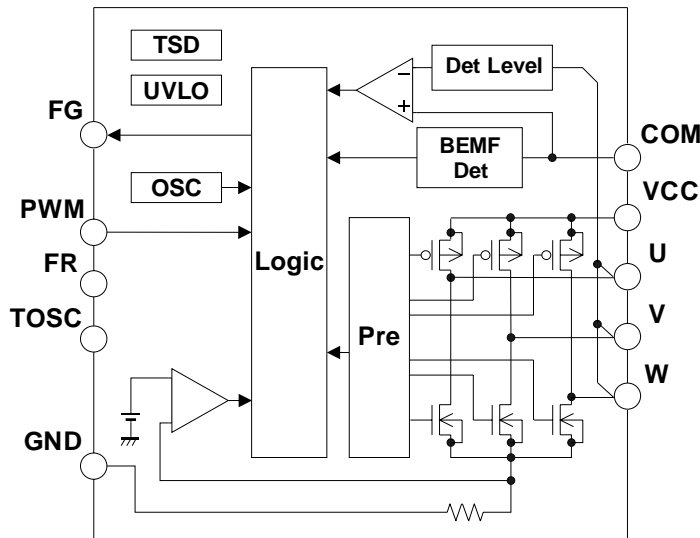 TSD
UVLO
OSC
Logic
Det Level
−
+
BEMF
Det
Pre
FG
PWM
FR
TOSC
GND
COM
VCC
U
V
W